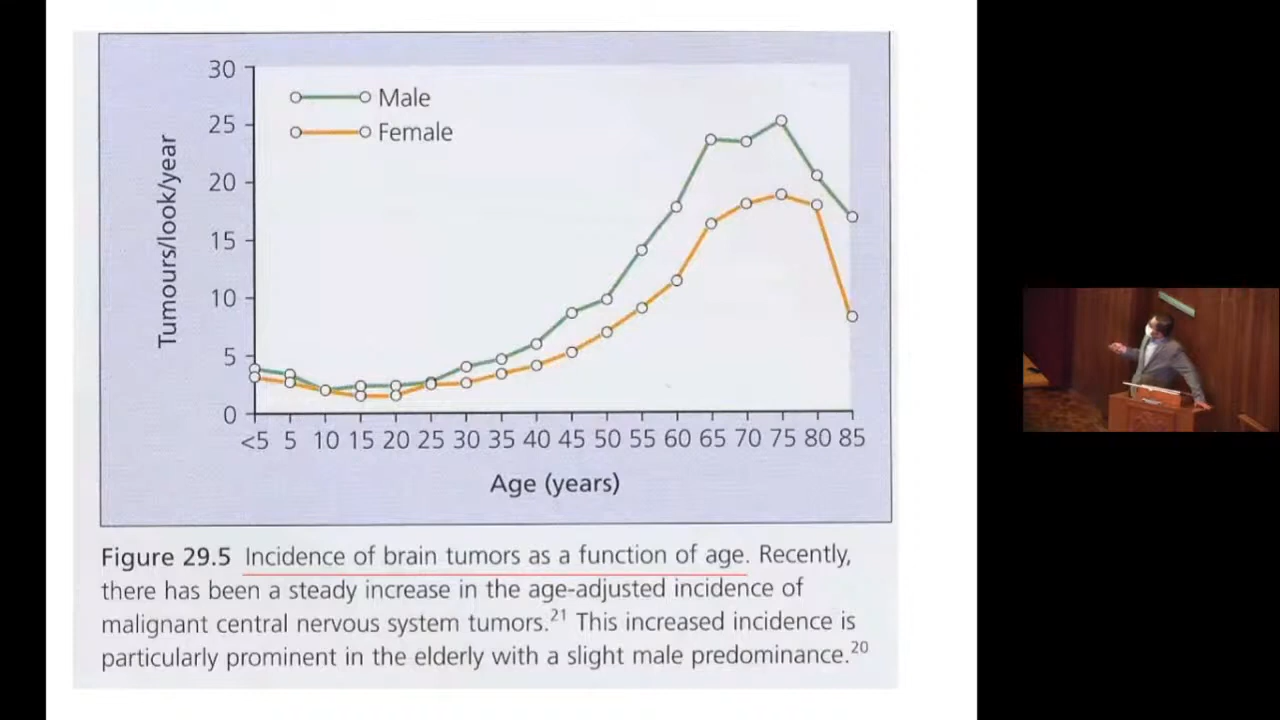 30
25
20
15
10
5
0
Tumours/look/year
Male
Female
<5 5 10 15 20 25 30 35 40 45 50 55 60 65 70 75 80 85
Age (years)
Figure 29.5 Incidence of brain tumors as a function of age. Recently,
there has been a steady increase in the age-adjusted incidence of
malignant central nervous system tumors.21 This increased incidence is
particularly prominent in the elderly with a slight male predominance.20